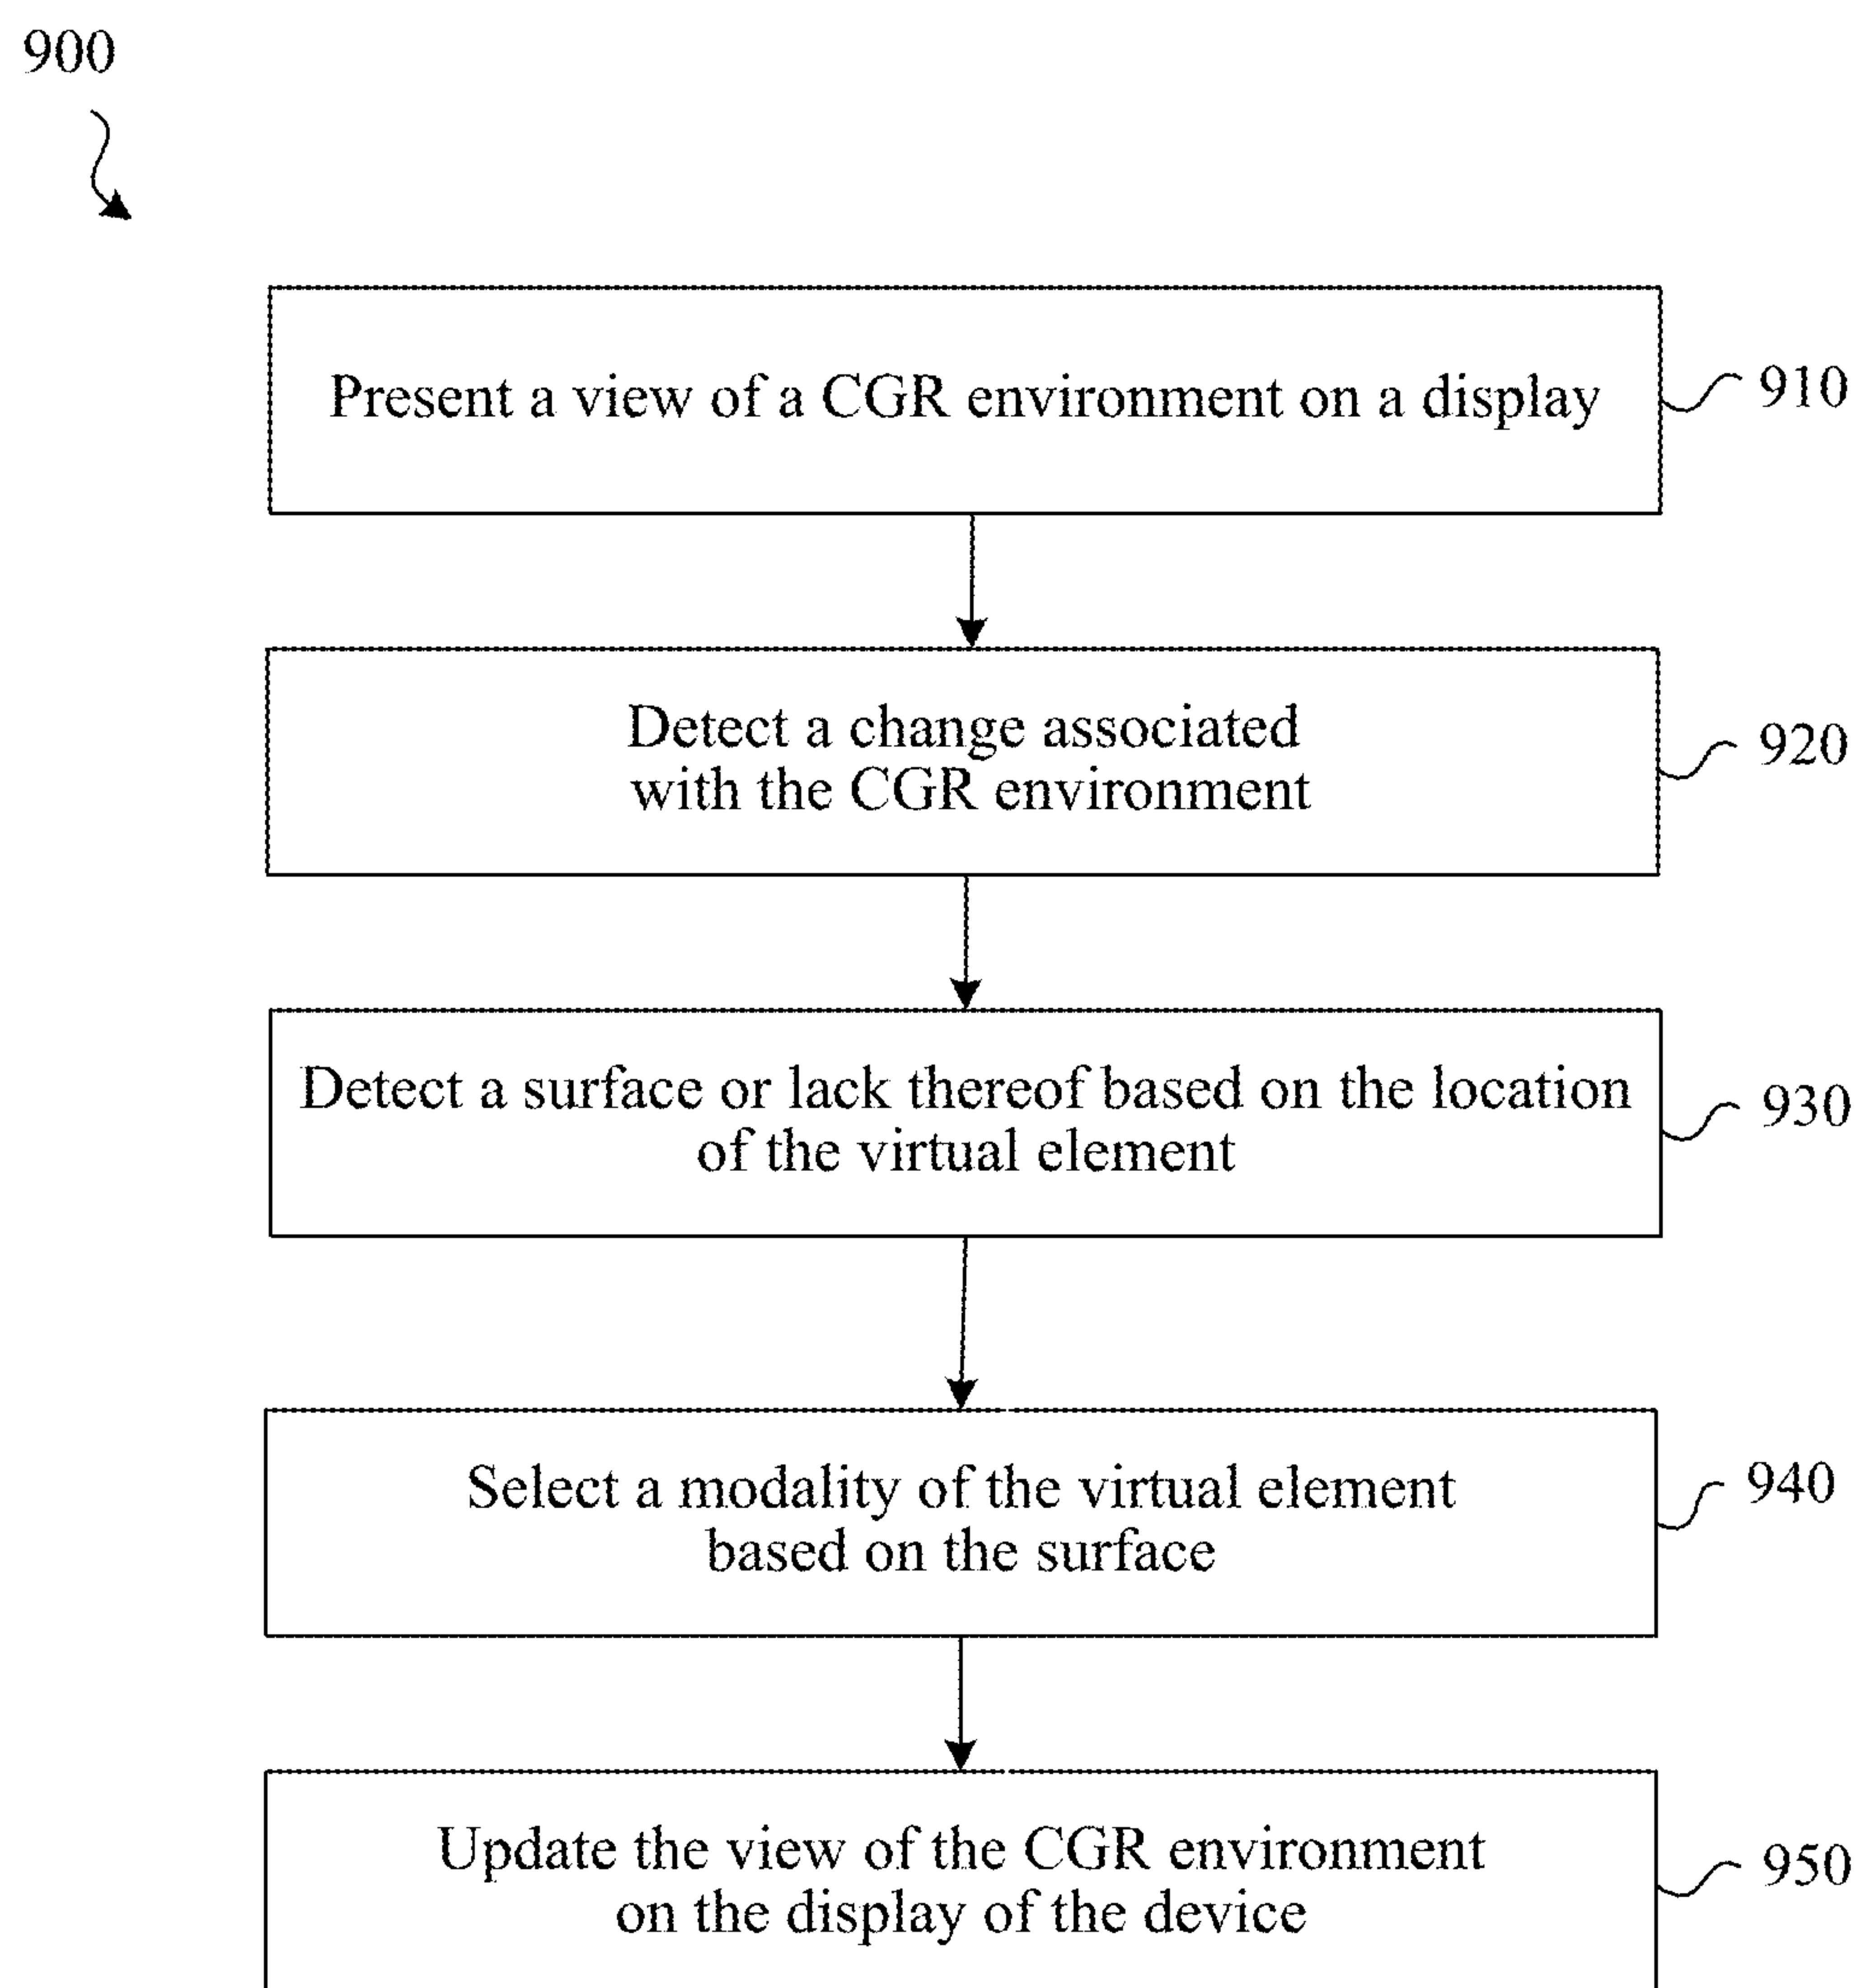 900
Present a view of a CGR environment on a display
910
Detect a change associated
with the CGR environment
920
Detect a surface or lack thereof based on the location
of the virtual element
930
Select a modality of the virtual element
based on the surface
940
Update the view of the CGR environment
on the display of the device
950